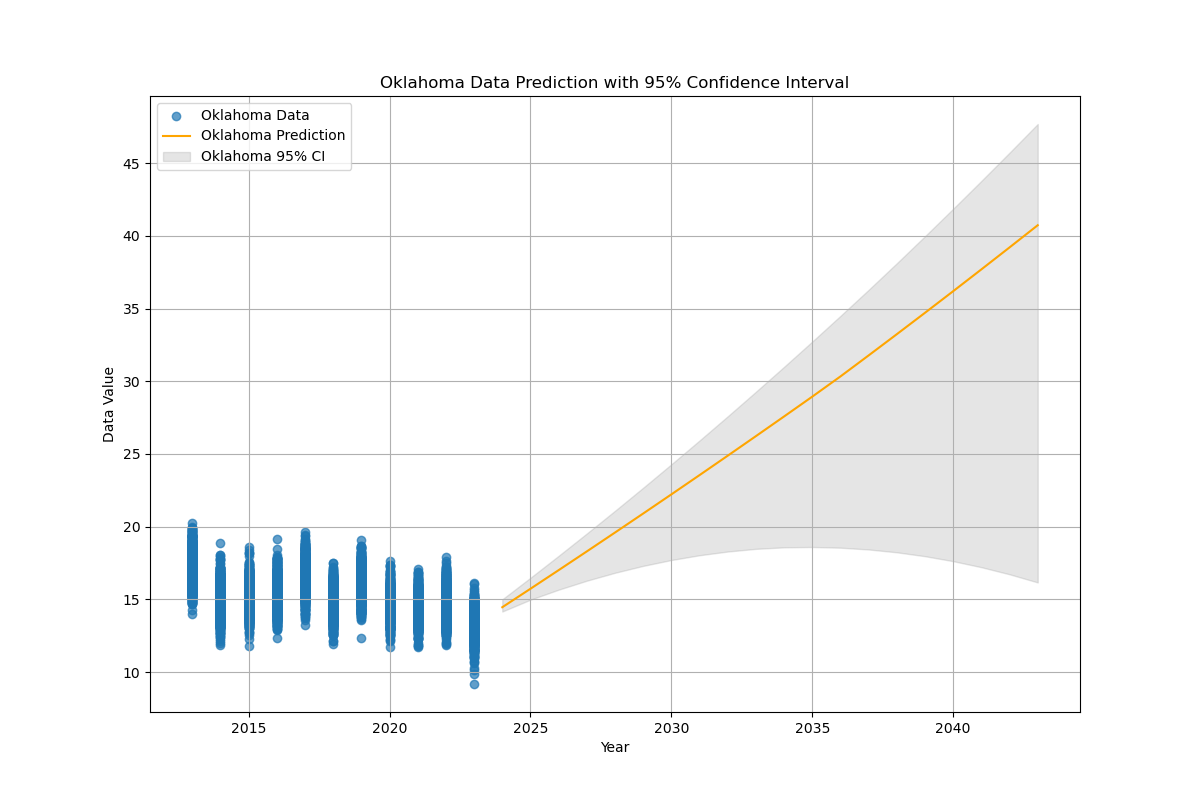 Oklahoma Data Prediction with 95% Confidence Interval
Oklahoma Data
Oklahoma Prediction
Oklahoma 95% CI
Data Value
45
40
35
30
25
20
15
10
2015
2020
2025
2030
2035
2040
Year